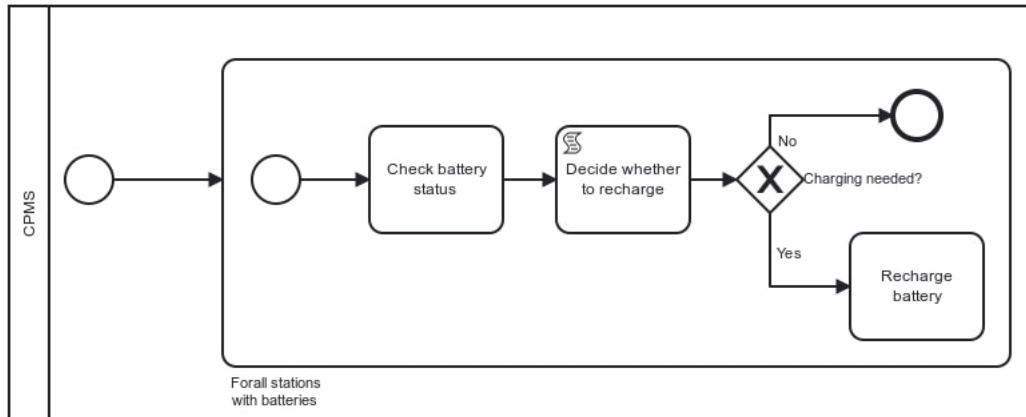 CPMS
Check battery
status
Decide whether
to recharge
No
Charging needed?
Yes
Recharge
battery
Forall stations
with batteries